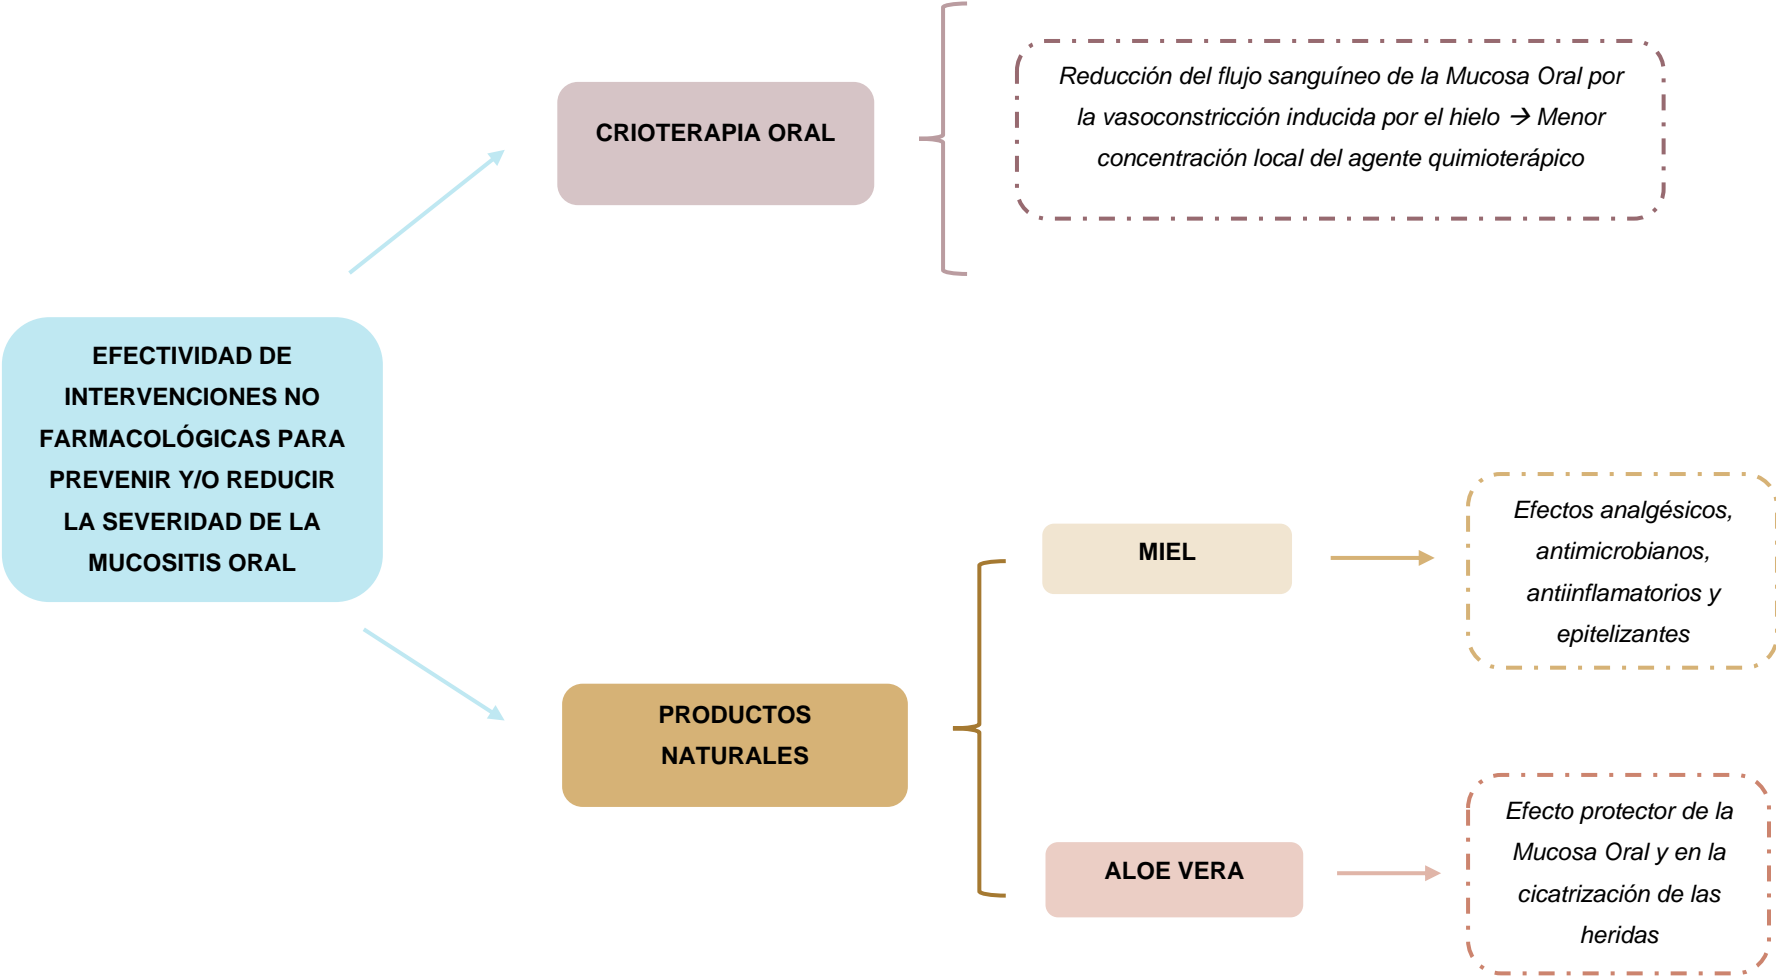 CRIOTERAPIA ORAL
Reducción del flujo sanguíneo de la Mucosa Oral por
la vasoconstricción inducida por el hielo → Menor
concentración local del agente quimioterápico
EFECTIVIDAD DE
INTERVENCIONES NO
FARMACOLÓGICAS PARA
PREVENIR Y/O REDUCIR
LA SEVERIDAD DE LA
MUCOSITIS ORAL
PRODUCTOS
NATURALES
MIEL
Efectos analgésicos,
antimicrobianos,
antiinflamatorios y
epitelizantes
ALOE VERA
Efecto protector de la
Mucosa Oral y en la
cicatrización de las
heridas